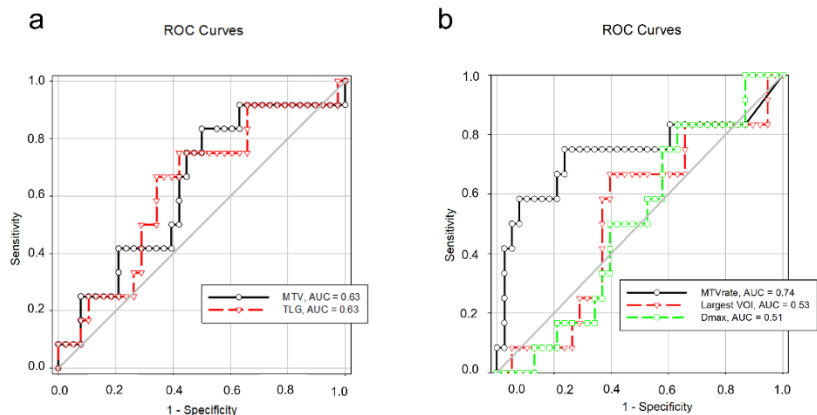 a
ROC Curves
1.0
0.8
0.6
0.4
0.2
0.0
Sensitivity
0.0 0.2 0.4 0.6 0.8 1.0
1 - Specificity
MTV, AUC = 0.63
TLG, AUC = 0.63
b
ROC Curves
1.0
0.8
0.6
0.4
0.2
0.0
Sensitivity
0.0 0.2 0.4 0.6 0.8 1.0
1 - Specificity
MTVrate, AUC = 0.74
Largest VOI, AUC = 0.53
Dmax, AUC = 0.51